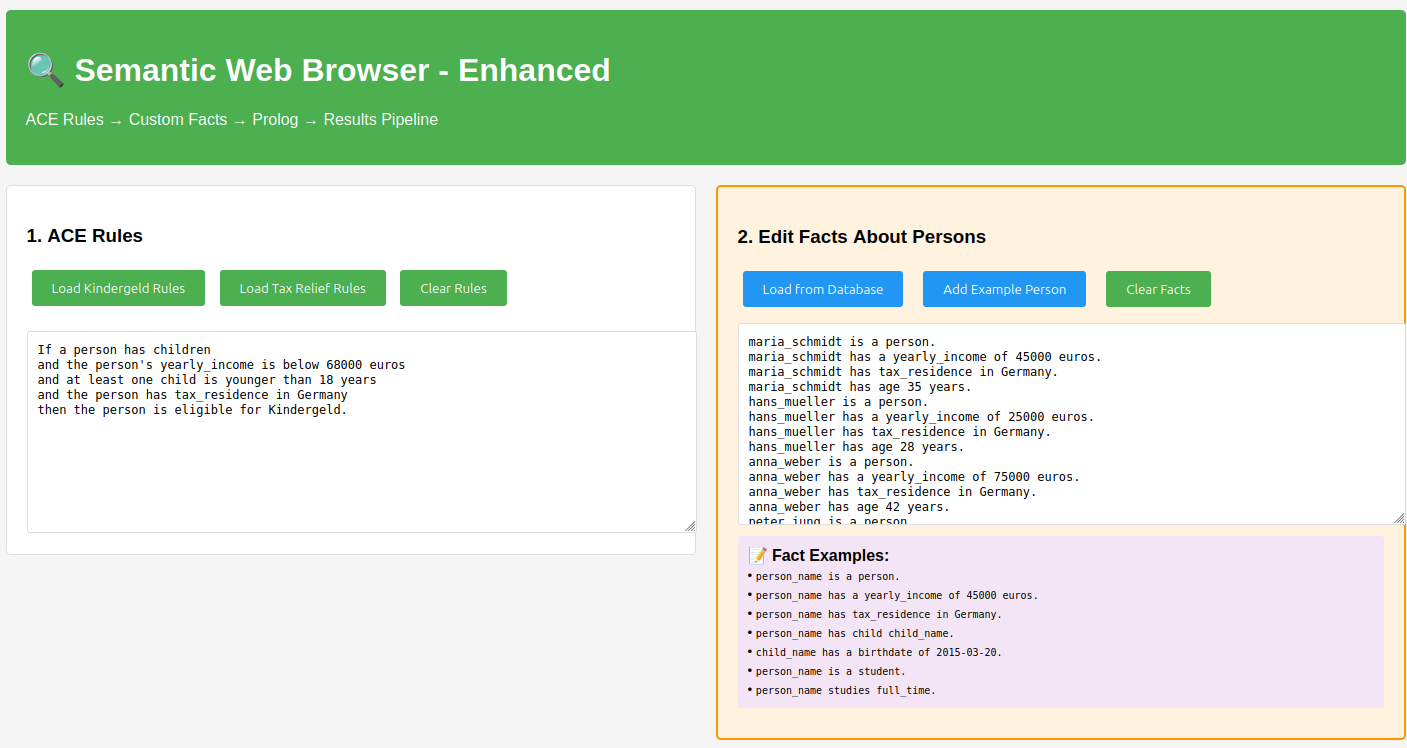 🔍 Semantic Web Browser - Enhanced
ACE Rules → Custom Facts → Prolog → Results Pipeline
1. ACE Rules
Load Kindergeld Rules
Load Tax Relief Rules
Clear Rules
If a person has children
and the person's yearly_income is below 68000 euros
and at least one child is younger than 18 years
and the person has tax_residence in Germany
then the person is eligible for Kindergeld.
2. Edit Facts About Persons
Load from Database
Add Example Person
Clear Facts
maria_schmidt is a person.
maria_schmidt has a yearly_income of 45000 euros.
maria_schmidt has tax_residence in Germany.
maria_schmidt has age 35 years.
hans_mueller is a person.
hans_mueller has a yearly_income of 25000 euros.
hans_mueller has tax_residence in Germany.
hans_mueller has age 28 years.
anna_weber is a person.
anna_weber has a yearly_income of 75000 euros.
anna_weber has tax_residence in Germany.
anna_weber has age 42 years.
peter_jung is a person.
📝 Fact Examples:
• person_name is a person.
• person_name has a yearly_income of 45000 euros.
• person_name has tax_residence in Germany.
• person_name has child child_name.
• child_name has a birthdate of 2015-03-20.
• person_name is a student.
• person_name studies full_time.